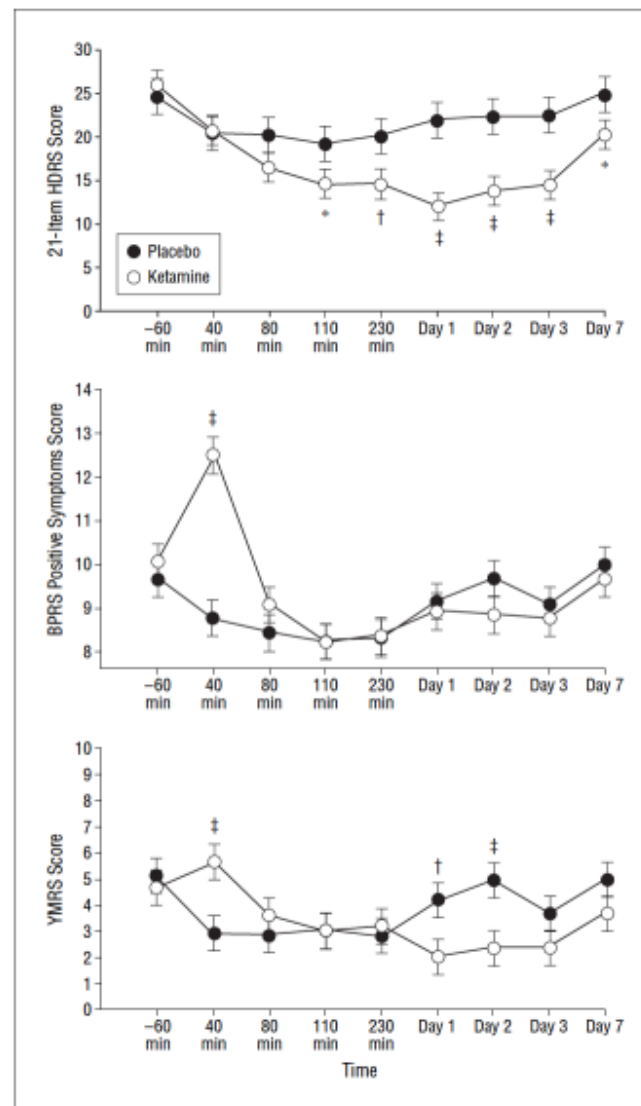 30
25
20
15
10
5
0
21-Item HDRS Score
Placebo
Ketamine
*
†
‡
‡
‡
*
–60 min
40 min
80 min
110 min
230 min
Day 1
Day 2
Day 3
Day 7
14
13
12
11
10
9
8
BPRS Positive Symptoms Score
‡
–60 min
40 min
80 min
110 min
230 min
Day 1
Day 2
Day 3
Day 7
10
9
8
7
6
5
4
3
2
1
0
YMRS Score
‡
†
‡
–60 min
40 min
80 min
110 min
230 min
Day 1
Day 2
Day 3
Day 7
Time